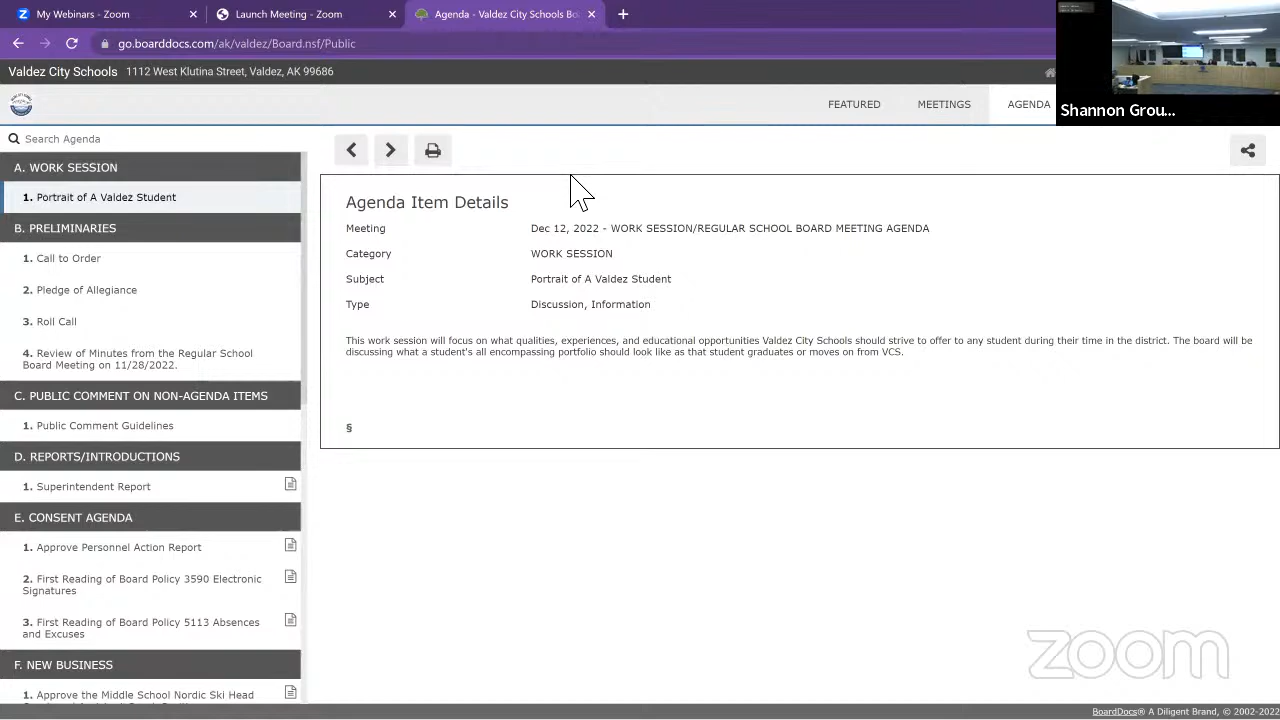 My Webinars - Zoom
Launch Meeting - Zoom
Agenda - Valdez City Schools Bo
go.boarddocs.com/ak/valdez/Board.nsf/Public
Valdez City Schools 1112 West Klutina Street, Valdez, AK 99686
FEATURED MEETINGS AGENDA
Shannon Grou...
Search Agenda
A. WORK SESSION
1. Portrait of A Valdez Student
B. PRELIMINARIES
1. Call to Order
2. Pledge of Allegiance
3. Roll Call
4. Review of Minutes from the Regular School
Board Meeting on 11/28/2022.
C. PUBLIC COMMENT ON NON-AGENDA ITEMS
1. Public Comment Guidelines
D. REPORTS/INTRODUCTIONS
1. Superintendent Report
E. CONSENT AGENDA
1. Approve Personnel Action Report
2. First Reading of Board Policy 3590 Electronic
Signatures
3. First Reading of Board Policy 5113 Absences
and Excuses
F. NEW BUSINESS
1. Approve the Middle School Nordic Ski Head
Agenda Item Details
Meeting Dec 12, 2022 - WORK SESSION/REGULAR SCHOOL BOARD MEETING AGENDA
Category WORK SESSION
Subject Portrait of A Valdez Student
Type Discussion, Information
This work session will focus on what qualities, experiences, and educational opportunities Valdez City Schools should strive to offer to any student during their time in the district. The board will be
discussing what a student's all encompassing portfolio should look like as that student graduates or moves on from VCS.
§
zoom
BoardDocs® A Diligent Brand, © 2002-2022